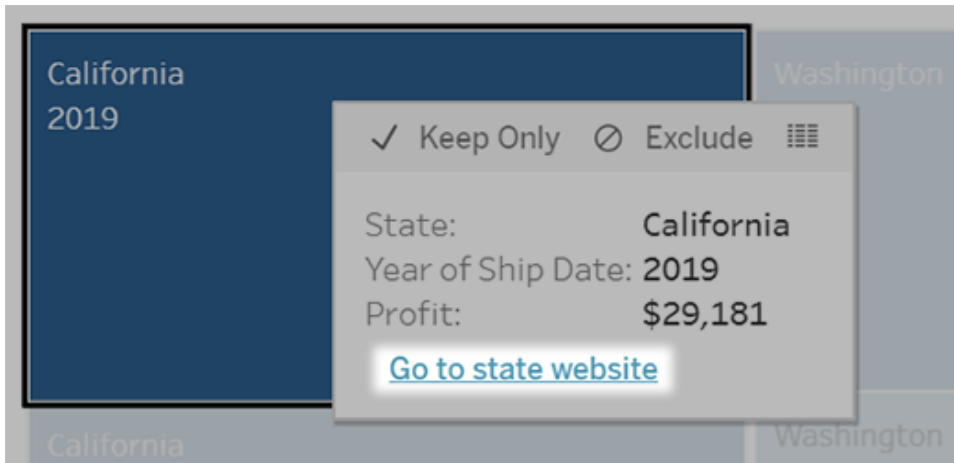 California
2019
Washington
Keep Only Exclude
State: California
Year of Ship Date: 2019
Profit: $29,181
Go to state website
California
Washington